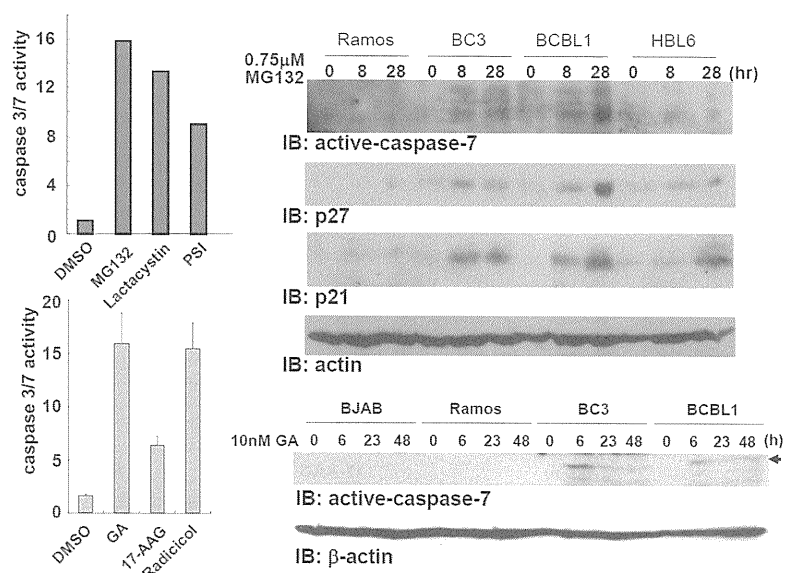 caspase 3/7 activity
16
12
8
4
0
DMSO
MG132
Lactacystin
PSI
caspase 3/7 activity
20
15
10
5
0
DMSO
GA
17-AAG
Radicicol
Ramos BC3 BCBL1 HBL6
0.75μM
MG132 0 8 28 0 8 28 0 8 28 0 8 28 (hr)
IB: active-caspase-7
IB: p27
IB: p21
IB: actin
BJAB Ramos BC3 BCBL1
10nM GA 0 6 23 48 0 6 23 48 0 6 23 48 0 6 23 48 (h)
IB: active-caspase-7
IB: β-actin